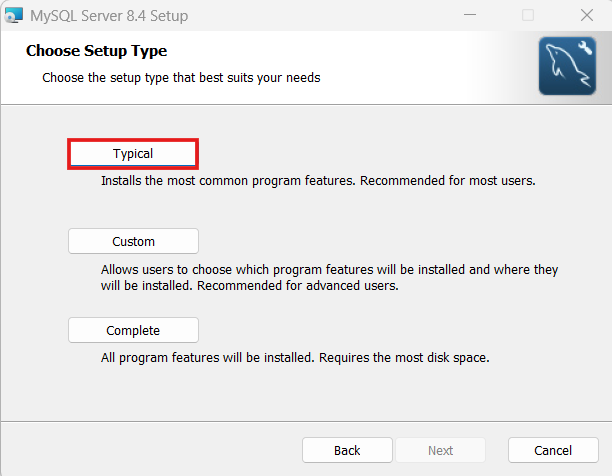 MySQL Server 8.4 Setup
Choose Setup Type
Choose the setup type that best suits your needs
Typical
Installs the most common program features. Recommended for most users.
Custom
Allows users to choose which program features will be installed and where they
will be installed. Recommended for advanced users.
Complete
All program features will be installed. Requires the most disk space.
Back
Next
Cancel